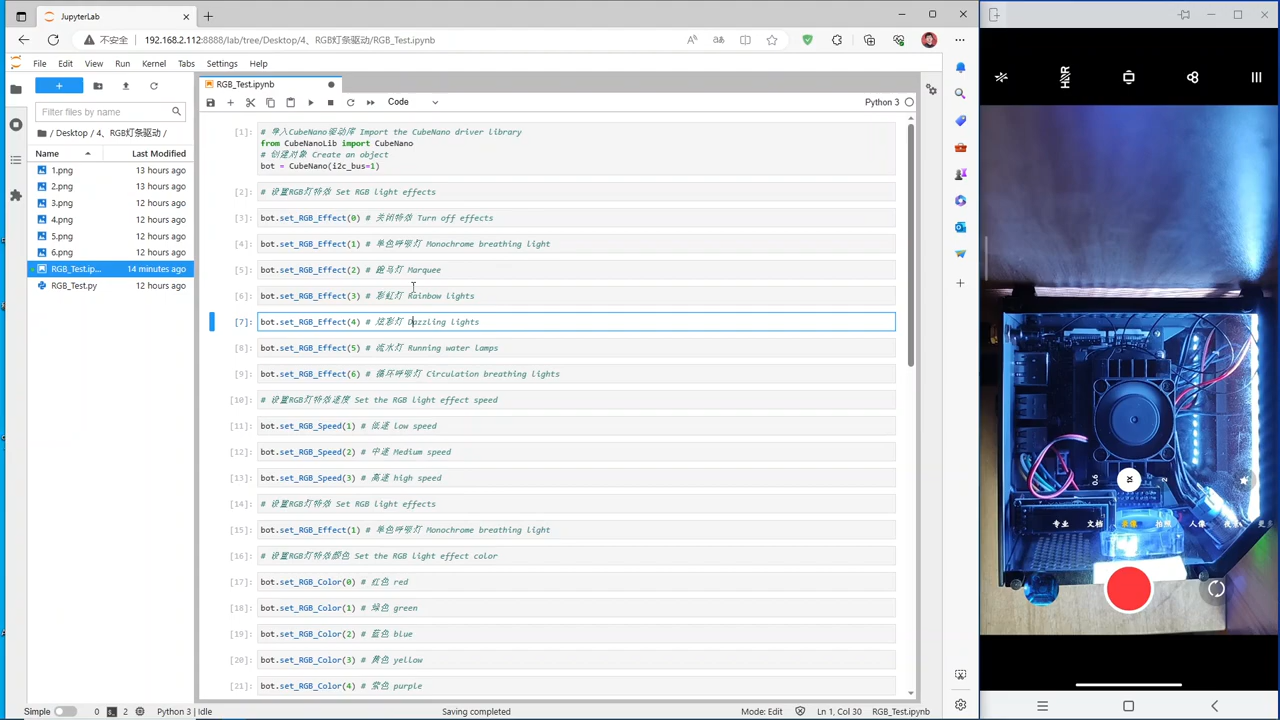 JupyterLab
不安全 192.168.2.112:8888/lab/tree/Desktop/4、RGB灯条驱动/RGB_Test.ipynb
File Edit View Run Kernel Tabs Settings Help
RGB_Test.ipynb
Filter files by name
Code
Python 3
/ Desktop / 4、RGB灯条驱动 /
Name Last Modified
1.png 13 hours ago
2.png 13 hours ago
3.png 12 hours ago
4.png 12 hours ago
5.png 12 hours ago
6.png 12 hours ago
RGB_Test.ip... 14 minutes ago
RGB_Test.py 12 hours ago
[1]: # 导入CubeNano驱动库 Import the CubeNano driver library
from CubeNanoLib import CubeNano
# 创建对象 Create an object
bot = CubeNano(i2c_bus=1)
[2]: # 设置RGB灯特效 Set RGB light effects
[3]: bot.set_RGB_Effect(0) # 关闭特效 Turn off effects
[4]: bot.set_RGB_Effect(1) # 单色呼吸灯 Monochrome breathing light
[5]: bot.set_RGB_Effect(2) # 跑马灯 Marquee
[6]: bot.set_RGB_Effect(3) # 彩虹灯 Rainbow lights
[7]: bot.set_RGB_Effect(4) # 炫彩灯 Dazzling lights
[8]: bot.set_RGB_Effect(5) # 流水灯 Running water lamps
[9]: bot.set_RGB_Effect(6) # 循环呼吸灯 Circulation breathing lights
[10]: # 设置RGB灯特效速度 Set the RGB light effect speed
[11]: bot.set_RGB_Speed(1) # 低速 low speed
[12]: bot.set_RGB_Speed(2) # 中速 Medium speed
[13]: bot.set_RGB_Speed(3) # 高速 high speed
[14]: # 设置RGB灯特效 Set RGB light effects
[15]: bot.set_RGB_Effect(1) # 单色呼吸灯 Monochrome breathing light
[16]: # 设置RGB灯特效颜色 Set the RGB light effect color
[17]: bot.set_RGB_Color(0) # 红色 red
[18]: bot.set_RGB_Color(1) # 绿色 green
[19]: bot.set_RGB_Color(2) # 蓝色 blue
[20]: bot.set_RGB_Color(3) # 黄色 yellow
[21]: bot.set_RGB_Color(4) # 紫色 purple
Simple 0 2 Python 3 | Idle Saving completed Mode: Edit Ln 1, Col 30 RGB_Test.ipynb
HDR
0.6 1X 2
专业 文档 录像 拍照 人像 夜景 更多